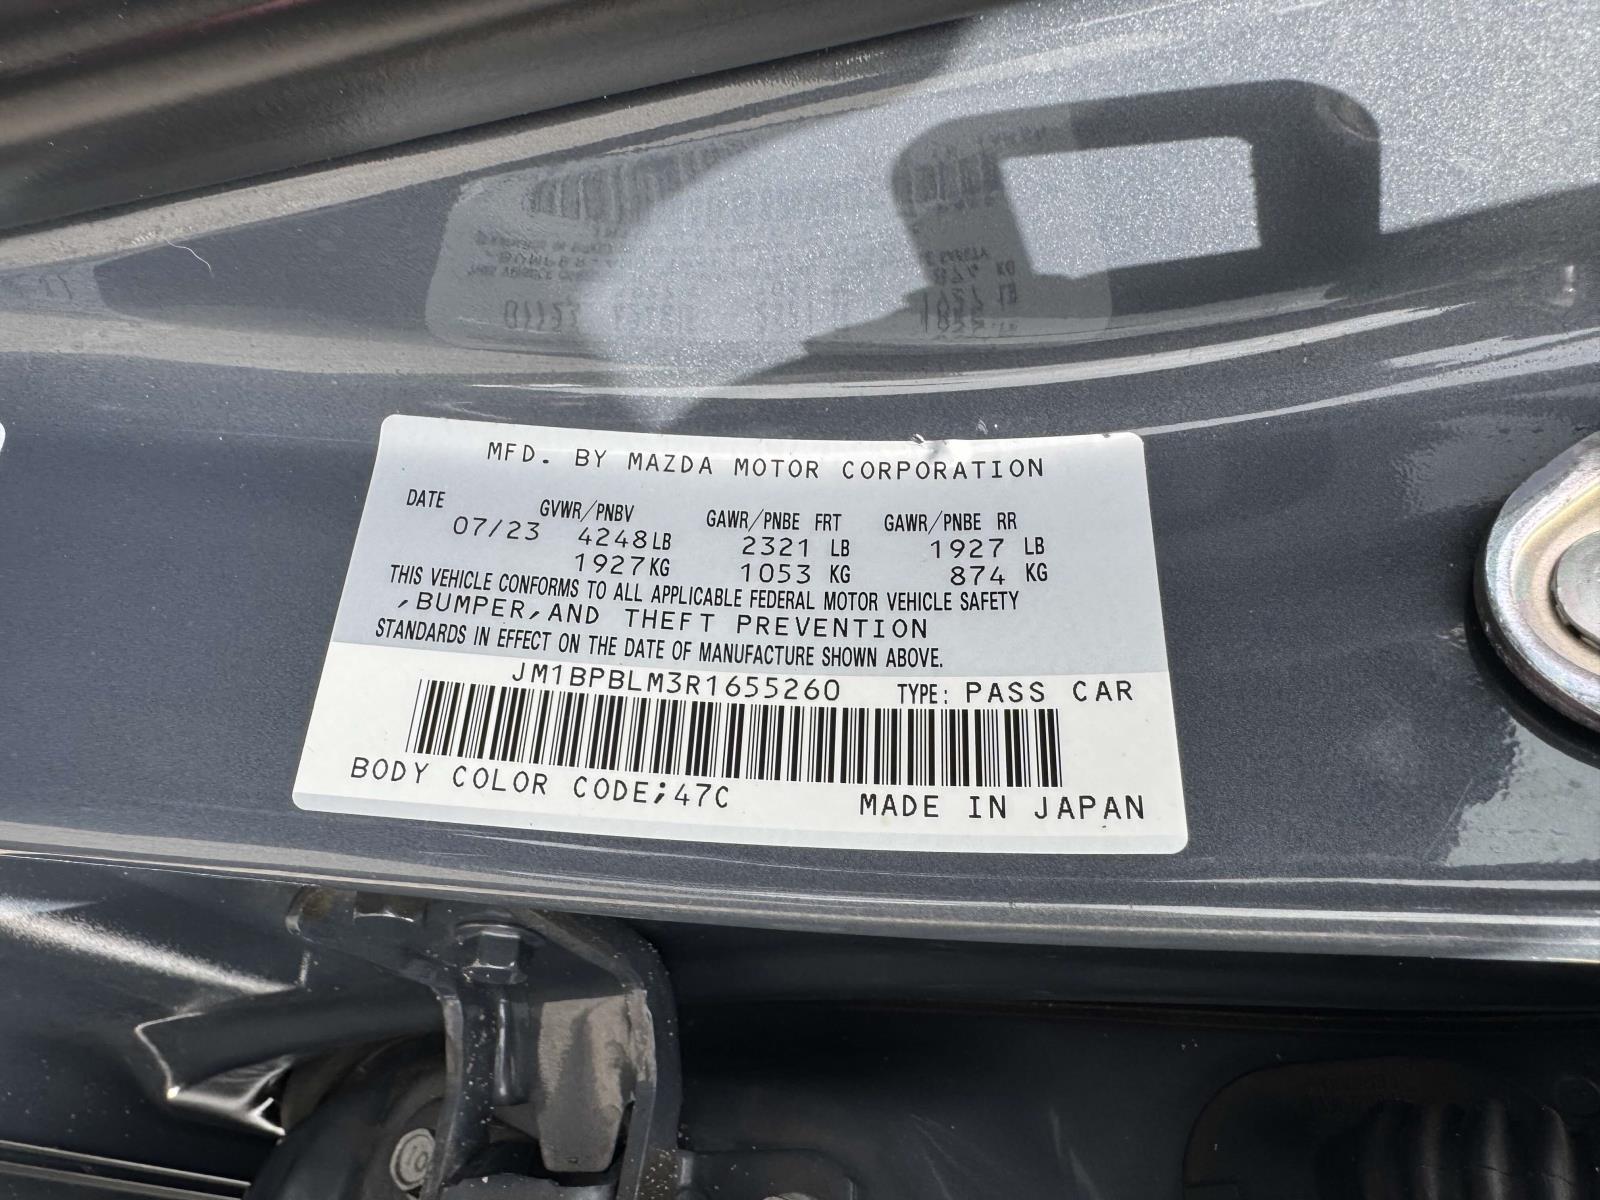 MFD. BY MAZDA MOTOR CORPORATION
DATE GVWR/PNBV GAWR/PNBE FRT GAWR/PNBE RR
07/23 4248LB 2321 LB 1927 LB
1927KG 1053 KG 874 KG
THIS VEHICLE CONFORMS TO ALL APPLICABLE FEDERAL MOTOR VEHICLE SAFETY
,BUMPER,AND THEFT PREVENTION
STANDARDS IN EFFECT ON THE DATE OF MANUFACTURE SHOWN ABOVE.
JM1BPBLM3R1655260 TYPE: PASS CAR
BODY COLOR CODE;47C MADE IN JAPAN
10